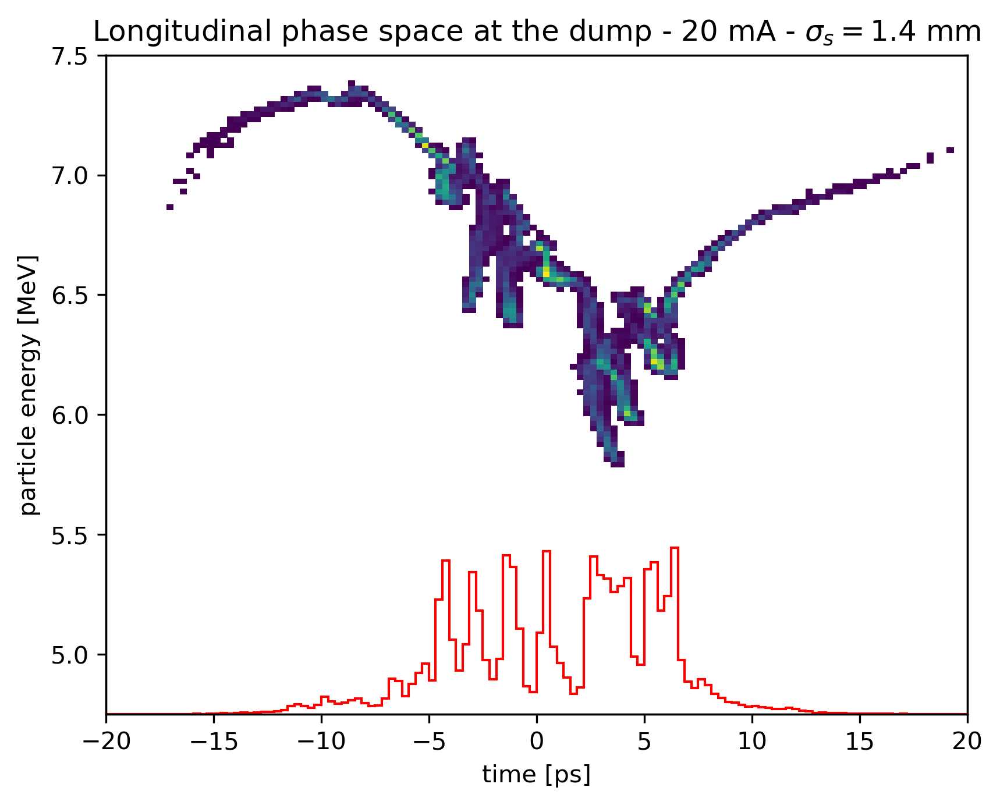 Longitudinal phase space at the dump - 20 mA - σₛ = 1.4 mm
7.5
7.0
6.5
6.0
5.5
5.0
particle energy [MeV]
−20 −15 −10 −5 0 5 10 15 20
time [ps]